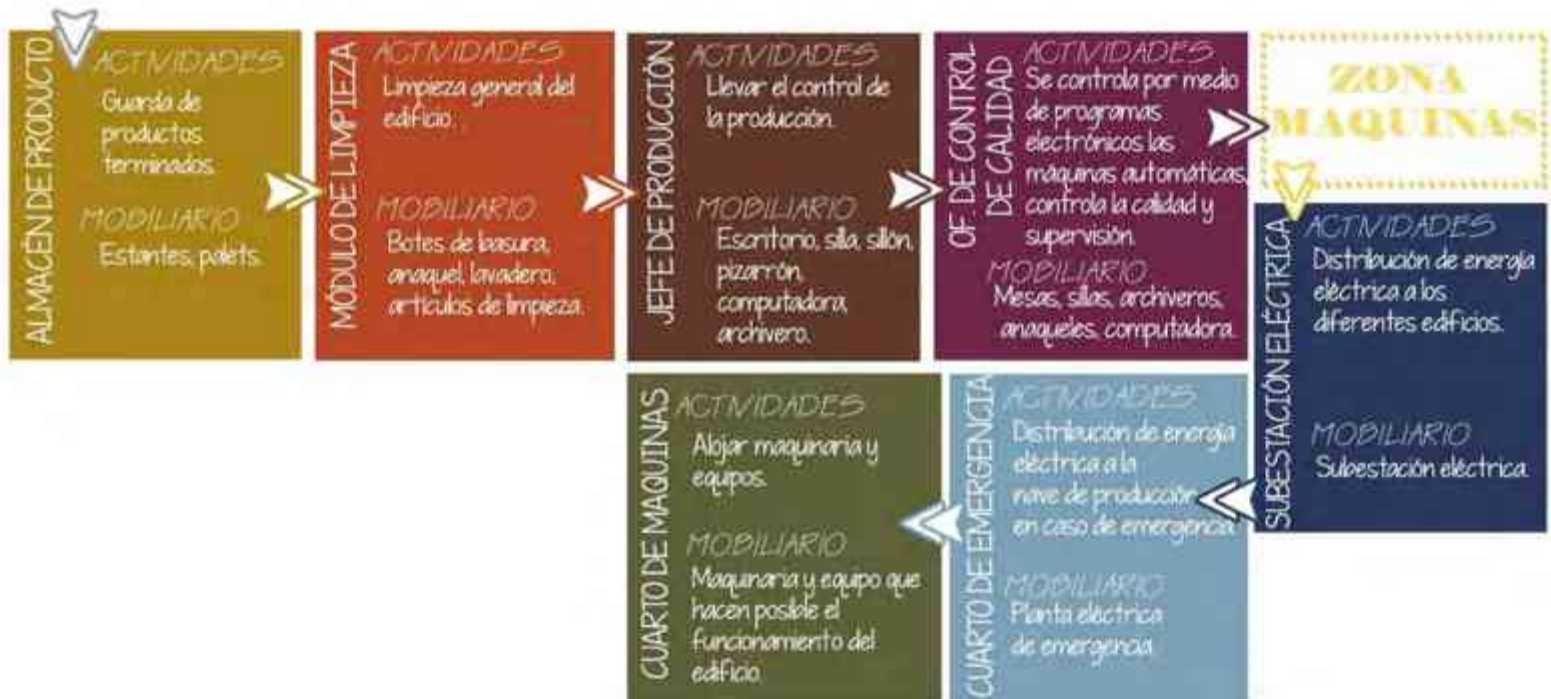 ALMACÉN DE PRODUCTO
ACTIVIDADES
Guarda de
productos
terminados.
MOBILIARIO
Estantes, palets.
MÓDULO DE LIMPIEZA
ACTIVIDADES
Limpieza general del
edificio.
MOBILIARIO
Botes de basura,
anaquel, lavadero,
artículos de limpieza.
JEFE DE PRODUCCIÓN
ACTIVIDADES
Llevar el control de
la producción.
MOBILIARIO
Escritorio, silla, sillón,
pizarrón,
computadora,
archivero.
OF DE CONTROL
DE CALIDAD
ACTIVIDADES
Se controla por medio
de programas
electrónicos las
máquinas automáticas,
controla la calidad y
supervisión.
MOBILIARIO
Mesas, sillas, archiveros,
anaqueles, computadora.
ZONA
MAQUINAS
SUBESTACIÓN ELÉCTRICA
ACTIVIDADES
Distribución de energía
eléctrica a los
diferentes edificios.
MOBILIARIO
Subestación eléctrica.
CUARTO DE EMERGENCIA
ACTIVIDADES
Distribución de energía
eléctrica a la
nave de producción
en caso de emergencia.
MOBILIARIO
Planta eléctrica
de emergencia.
CUARTO DE MAQUINAS
ACTIVIDADES
Alojar maquinaria y
equipos.
MOBILIARIO
Maquinaria y equipo que
hacen posible el
funcionamiento del
edificio.